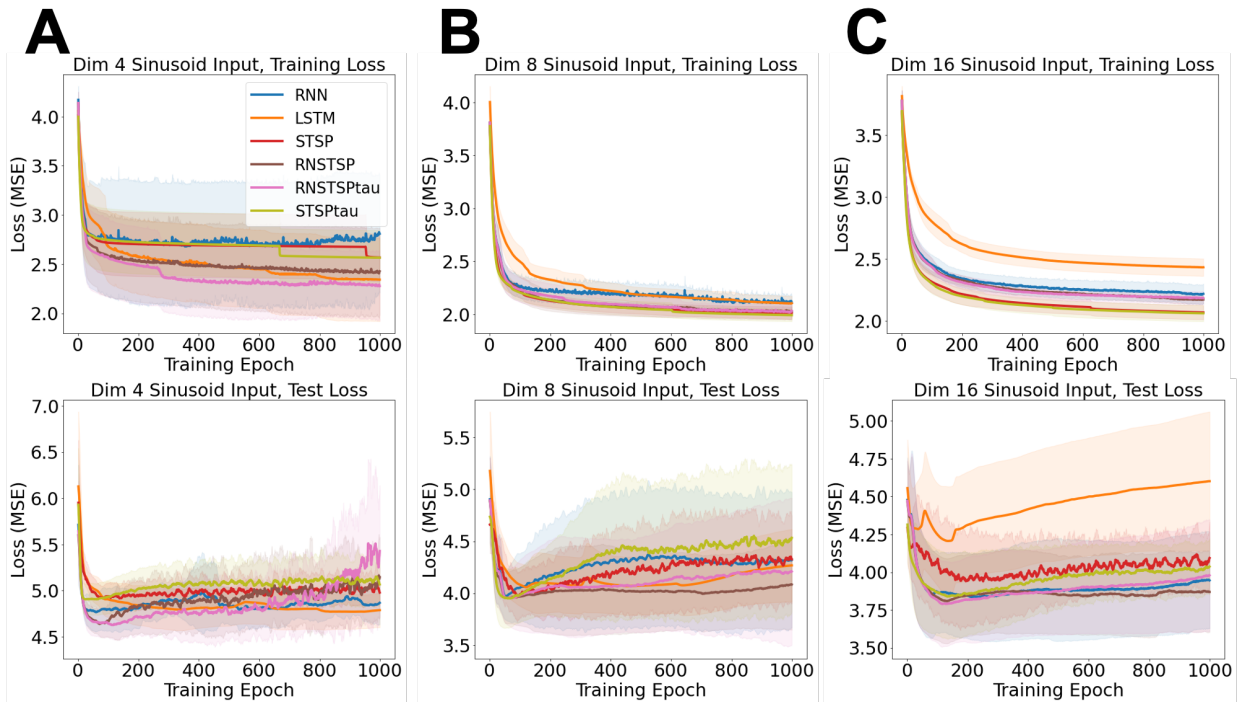 A
B
C
Dim 4 Sinusoid Input, Training Loss
4.0
3.5
3.0
2.5
2.0
Loss (MSE)
RNN
LSTM
STSP
RNSTSP
RNSTSPtau
STSPtau
0 200 400 600 800 1000
Training Epoch
Dim 8 Sinusoid Input, Training Loss
4.0
3.5
3.0
2.5
2.0
Loss (MSE)
0 200 400 600 800 1000
Training Epoch
Dim 16 Sinusoid Input, Training Loss
3.5
3.0
2.5
2.0
Loss (MSE)
0 200 400 600 800 1000
Training Epoch
Dim 4 Sinusoid Input, Test Loss
7.0
6.5
6.0
5.5
5.0
4.5
Loss (MSE)
0 200 400 600 800 1000
Training Epoch
Dim 8 Sinusoid Input, Test Loss
5.5
5.0
4.5
4.0
3.5
Loss (MSE)
0 200 400 600 800 1000
Training Epoch
Dim 16 Sinusoid Input, Test Loss
5.00
4.75
4.50
4.25
4.00
3.75
3.50
Loss (MSE)
0 200 400 600 800 1000
Training Epoch